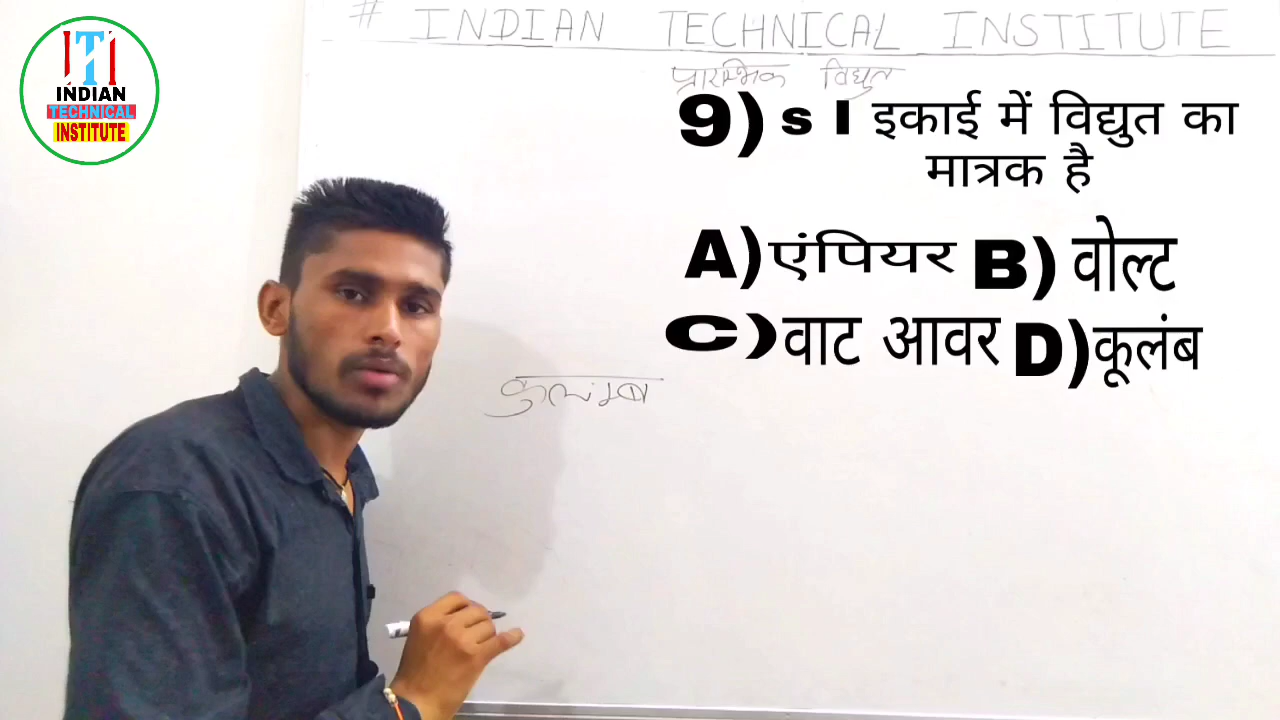 # INDIAN TECHNICAL INSTITUTE
प्रारम्भिक विद्युत
ITI
INDIAN
TECHNICAL
INSTITUTE
9) s I इकाई में विद्युत का
मात्रक है
A) एंपियर B) वोल्ट
C) वाट आवर D) कूलंब